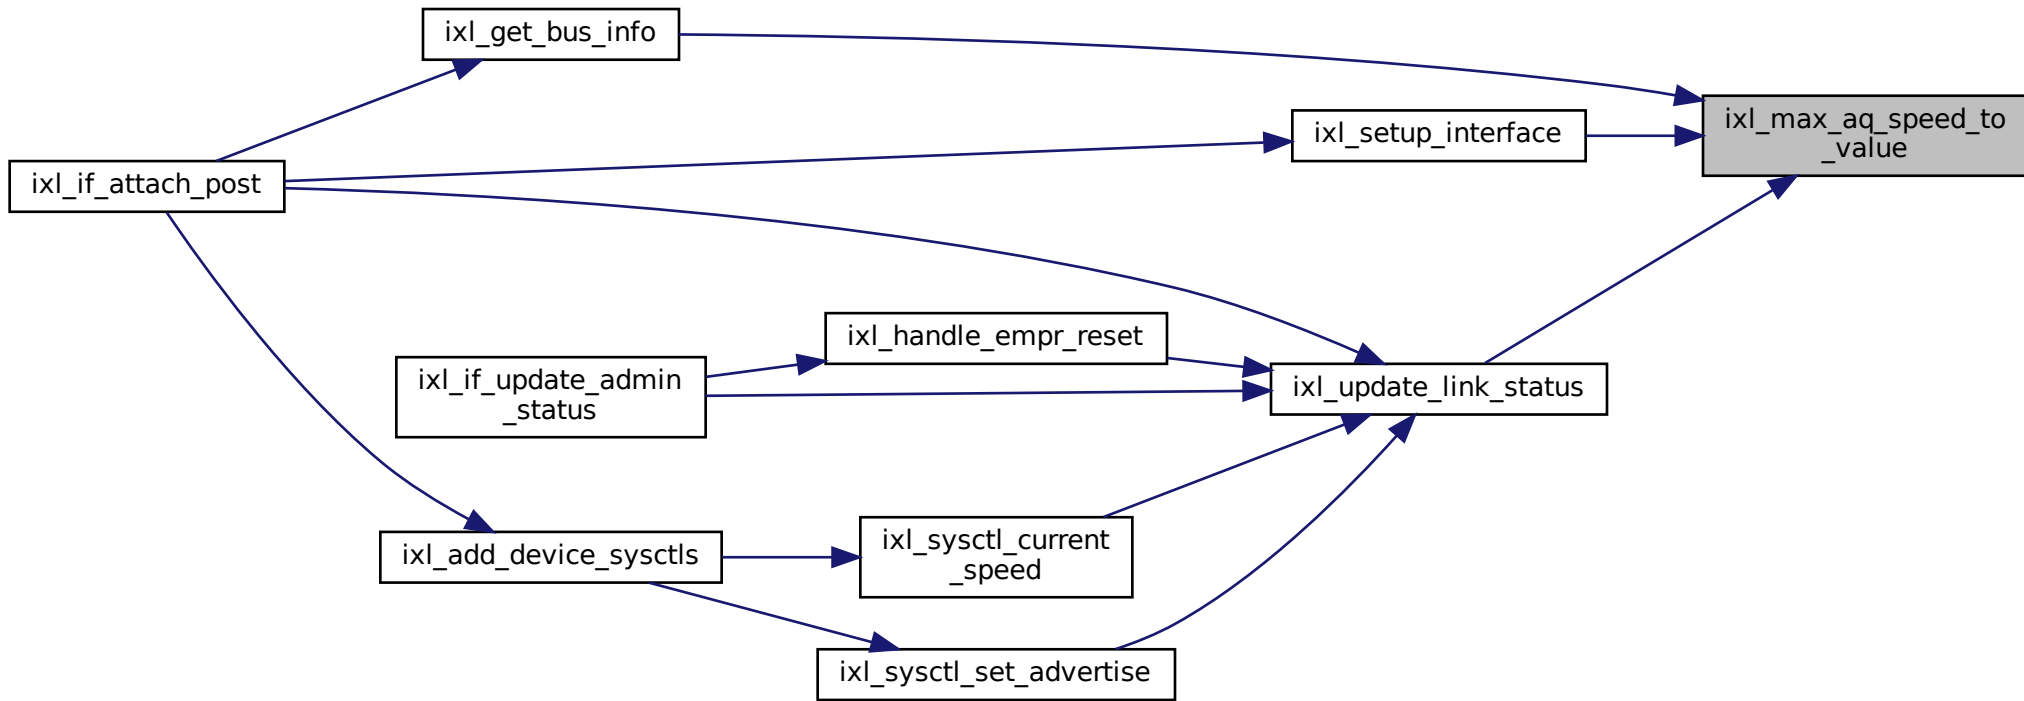 ixl_get_bus_info
ixl_max_aq_speed_to
_value
ixl_setup_interface
ixl_if_attach_post
ixl_handle_empr_reset
ixl_if_update_admin
_status
ixl_update_link_status
ixl_sysctl_current
_speed
ixl_add_device_sysctls
ixl_sysctl_set_advertise